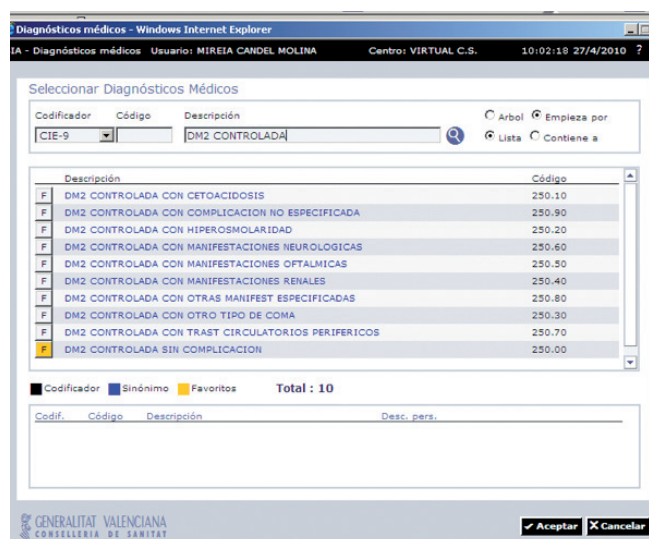 Diagnósticos médicos - Windows Internet Explorer
IA - Diagnósticos médicos Usuario: MIREIA CANDEL MOLINA Centro: VIRTUAL C.S. 10:02:18 27/4/2010 ?
Seleccionar Diagnósticos Médicos
Codificador Código Descripción Arbol Empieza por
CIE-9 DM2 CONTROLADA Lista Contiene a
Descripción Código
F DM2 CONTROLADA CON CETOACIDOSIS 250.10
F DM2 CONTROLADA CON COMPLICACION NO ESPECIFICADA 250.90
F DM2 CONTROLADA CON HIPEROSMOLARIDAD 250.20
F DM2 CONTROLADA CON MANIFESTACIONES NEUROLOGICAS 250.60
F DM2 CONTROLADA CON MANIFESTACIONES OFTALMICAS 250.50
F DM2 CONTROLADA CON MANIFESTACIONES RENALES 250.40
F DM2 CONTROLADA CON OTRAS MANIFEST ESPECIFICADAS 250.80
F DM2 CONTROLADA CON OTRO TIPO DE COMA 250.30
F DM2 CONTROLADA CON TRAST CIRCULATORIOS PERIFERICOS 250.70
F DM2 CONTROLADA SIN COMPLICACION 250.00
Codificador Sinónimo Favoritos Total : 10
Codif. Código Descripción Desc. pers.
GENERALITAT VALENCIANA
CONSELLERIA DE SANITAT
Aceptar X Cancelar